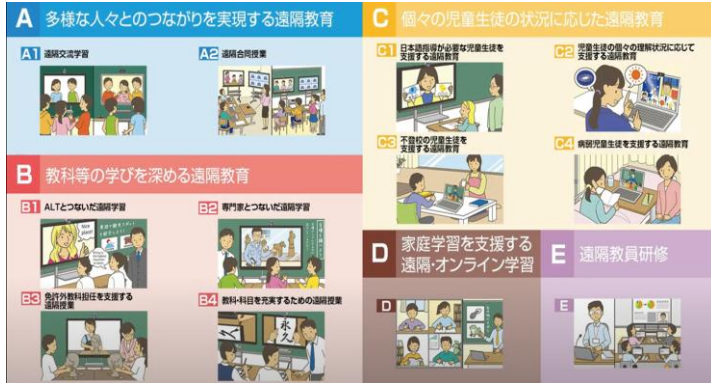 A 多様な人々とのつながりを実現する遠隔教育
A1 遠隔交流学習
A2 遠隔合同授業
B 教科等の学びを深める遠隔教育
B1 ALTとつないだ遠隔学習
B2 専門家とつないだ遠隔学習
B3 免許外教科担任を支援する
遠隔授業
B4 教科・科目を充実するための遠隔授業
永久
C 個々の児童生徒の状況に応じた遠隔教育
C1 日本語指導が必要な児童生徒を
支援する遠隔教育
C2 児童生徒の個々の理解状況に応じて
支援する遠隔教育
C3 不登校の児童生徒を
支援する遠隔教育
C4 病弱児童生徒を支援する遠隔教育
D 家庭学習を支援する
遠隔・オンライン学習
D
E 遠隔教員研修
E